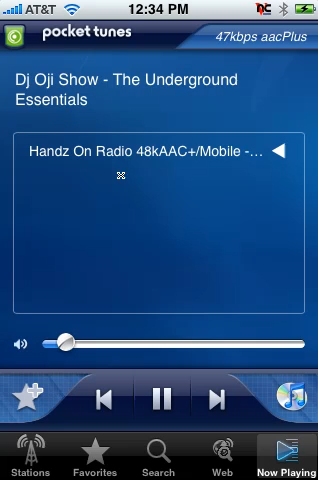 AT&T 12:34 PM
pocket tunes
47kbps aacPlus
Dj Oji Show - The Underground
Essentials
Handz On Radio 48kAAC+/Mobile -...
Stations Favorites Search Web Now Playing